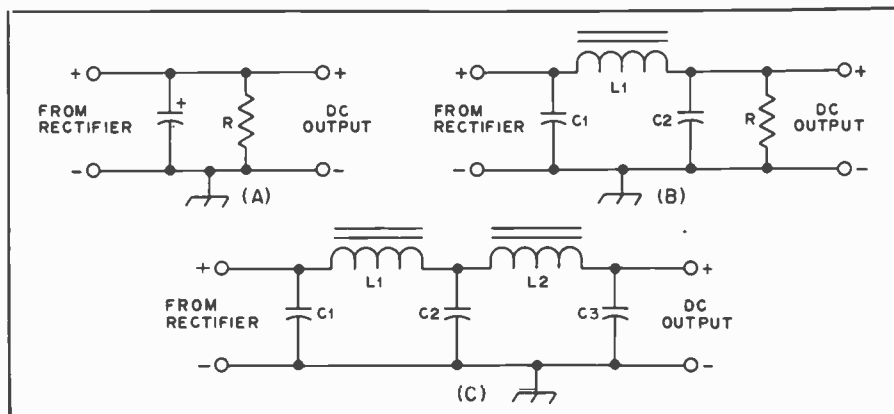 + + + FROM RECTIFIER R DC OUTPUT - -
(A)
+ L1 + FROM RECTIFIER C1 C2 R DC OUTPUT - -
(B)
+ L1 L2 + FROM RECTIFIER C1 C2 C3 DC OUTPUT - -
(C)